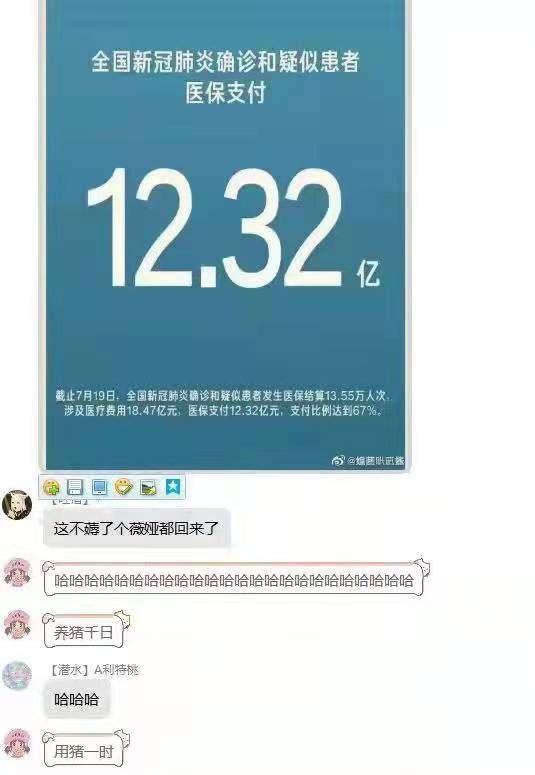 全国新冠肺炎确诊和疑似患者
医保支付
12.32亿
截止7月19日，全国新冠肺炎确诊和疑似患者发生医保结算13.55万人次，
涉及医疗费用18.47亿元，医保支付12.32亿元，支付比例达到67%。
这不薅了个薇娅都回来了
哈哈哈哈哈哈哈哈哈哈哈哈哈哈哈哈哈哈哈哈哈哈哈哈
养猪千日
【潜水】A利特桃
哈哈哈
用猪一时